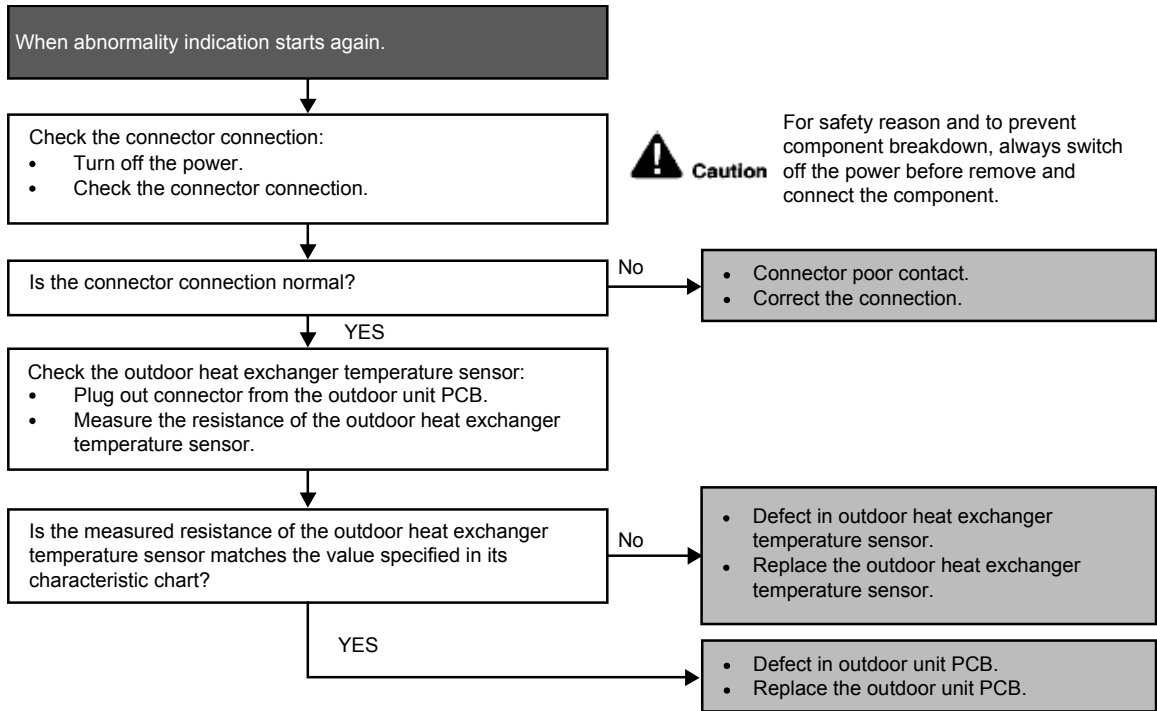 When abnormality indication starts again.
Check the connector connection:
• Turn off the power.
• Check the connector connection.
Caution
For safety reason and to prevent
component breakdown, always switch
off the power before remove and
connect the component.
Is the connector connection normal?
No
• Connector poor contact.
• Correct the connection.
YES
Check the outdoor heat exchanger temperature sensor:
• Plug out connector from the outdoor unit PCB.
• Measure the resistance of the outdoor heat exchanger
temperature sensor.
Is the measured resistance of the outdoor heat exchanger
temperature sensor matches the value specified in its
characteristic chart?
No
• Defect in outdoor heat exchanger
temperature sensor.
• Replace the outdoor heat exchanger
temperature sensor.
YES
• Defect in outdoor unit PCB.
• Replace the outdoor unit PCB.